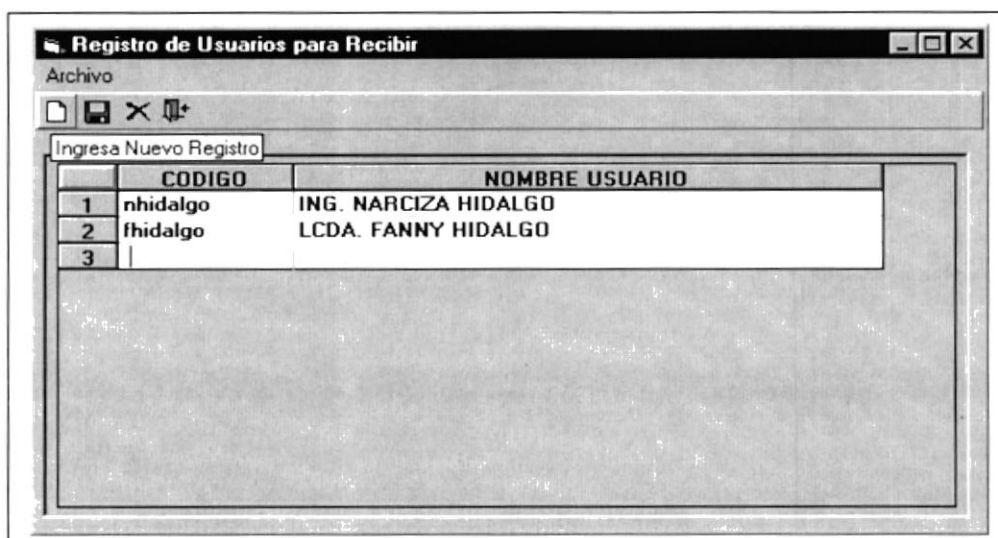 Registro de Usuarios para Recibir
Archivo
Ingresa Nuevo Registro
CODIGO NOMBRE USUARIO
1 nhidalgo ING. NARCIZA HIDALGO
2 fhidalgo LCDA. FANNY HIDALGO
3